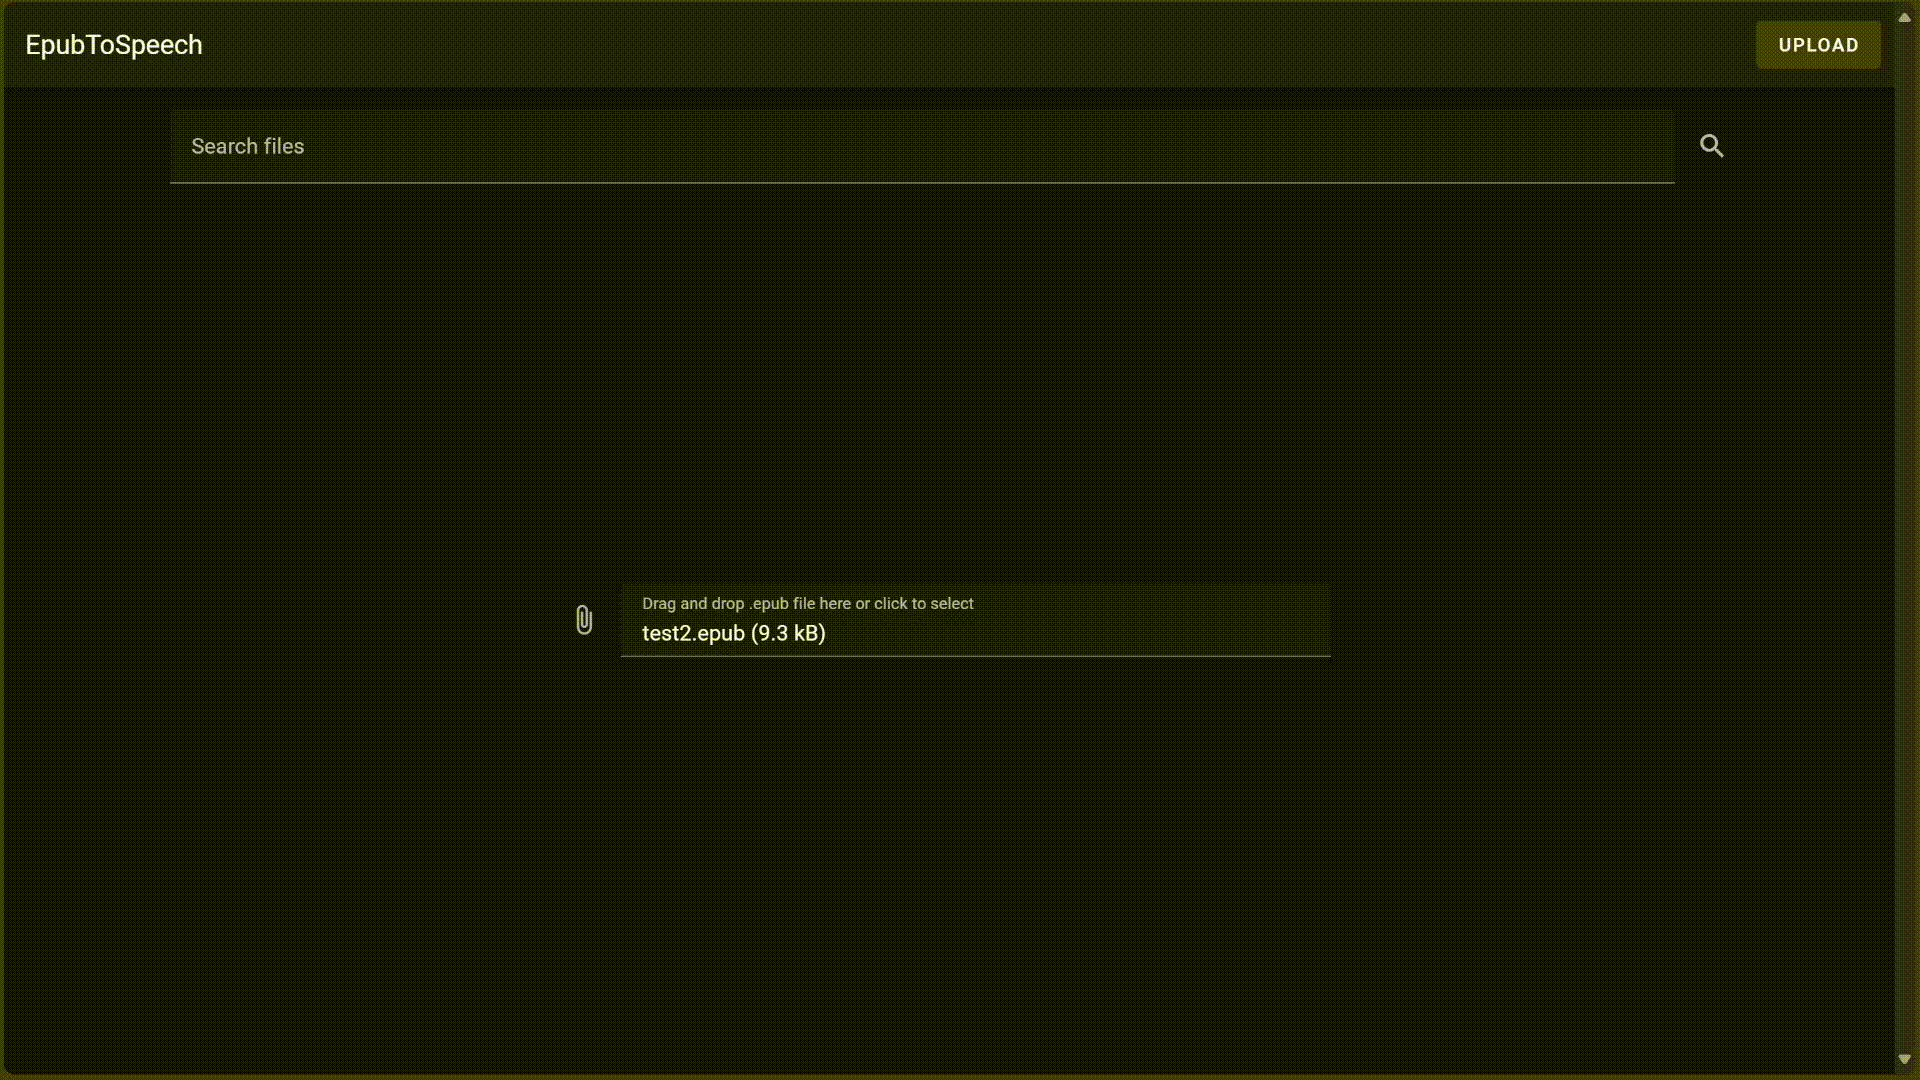 EpubToSpeech
UPLOAD
Search files
Drag and drop .epub file here or click to select
test2.epub (9.3 kB)